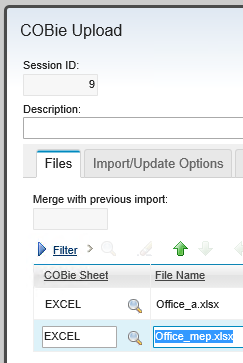 COBie Upload
Session ID:
9
Description:
Files Import/Update Options
Merge with previous import:
Filter
COBie Sheet File Name
EXCEL Office_a.xlsx
EXCEL Office_mep.xlsx